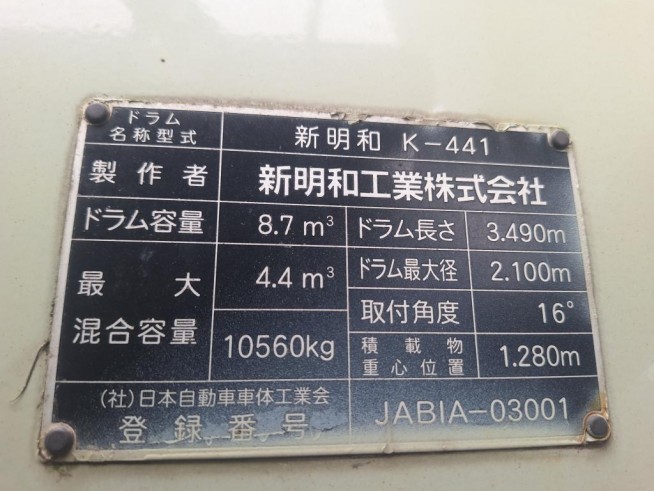 ドラム
名称型式
新明和 K-441
製作者
新明和工業株式会社
ドラム容量
8.7 m³
ドラム長さ
3.490m
最大
混合容量
4.4 m³
10560kg
ドラム最大径
2.100m
取付角度
16°
積載物
重心位置
1.280m
(社)日本自動車車体工業会
登録番号
JABIA-03001